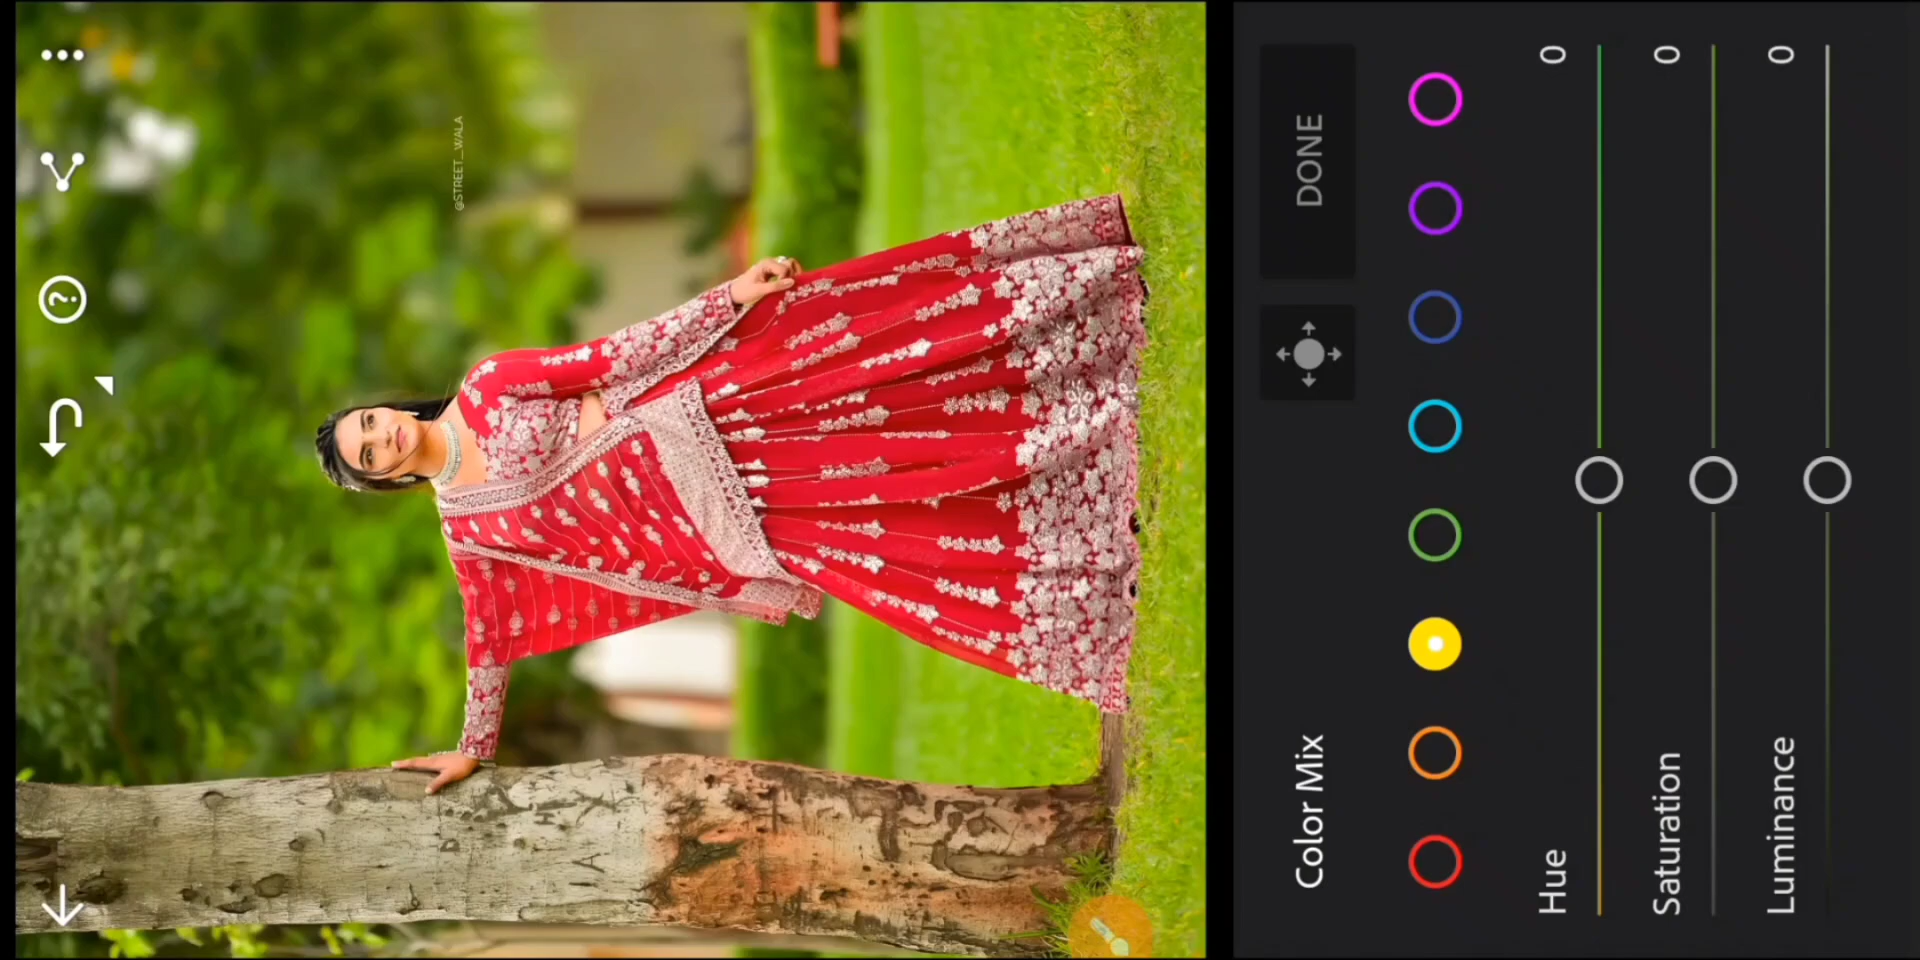 @STREET_WALA
Color Mix
DONE
Hue
0
Saturation
0
Luminance
0